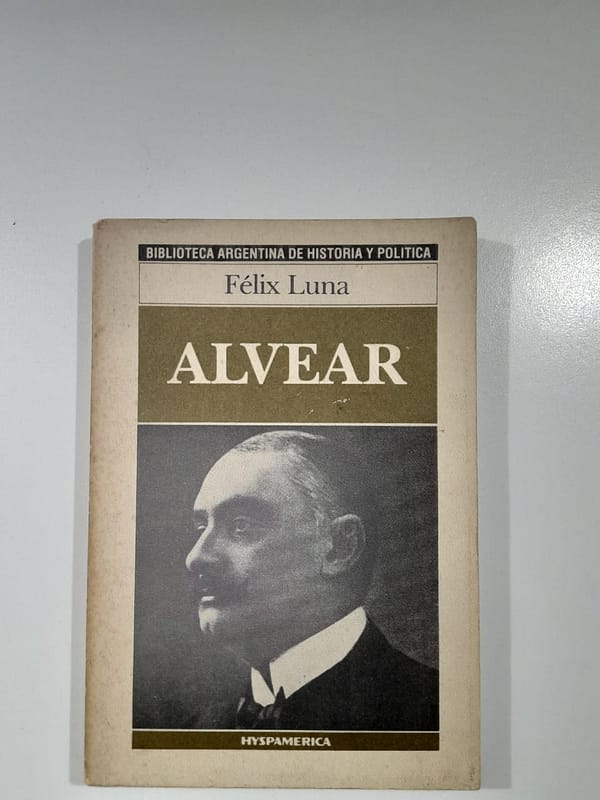 BIBLIOTECA ARGENTINA DE HISTORIA Y POLITICA
Félix Luna
ALVEAR
HYSPAMERICA